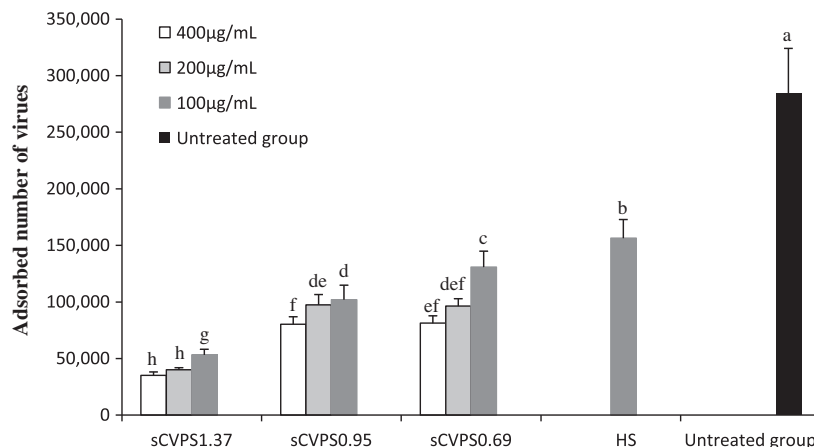 350,000
300,000
250,000
200,000
150,000
100,000
50,000
0
Adsorbed number of virues
400μg/mL
200μg/mL
100μg/mL
Untreated group
h h g
f de d
ef def c
b
a
sCVPS1.37 sCVPS0.95 sCVPS0.69 HS Untreated group